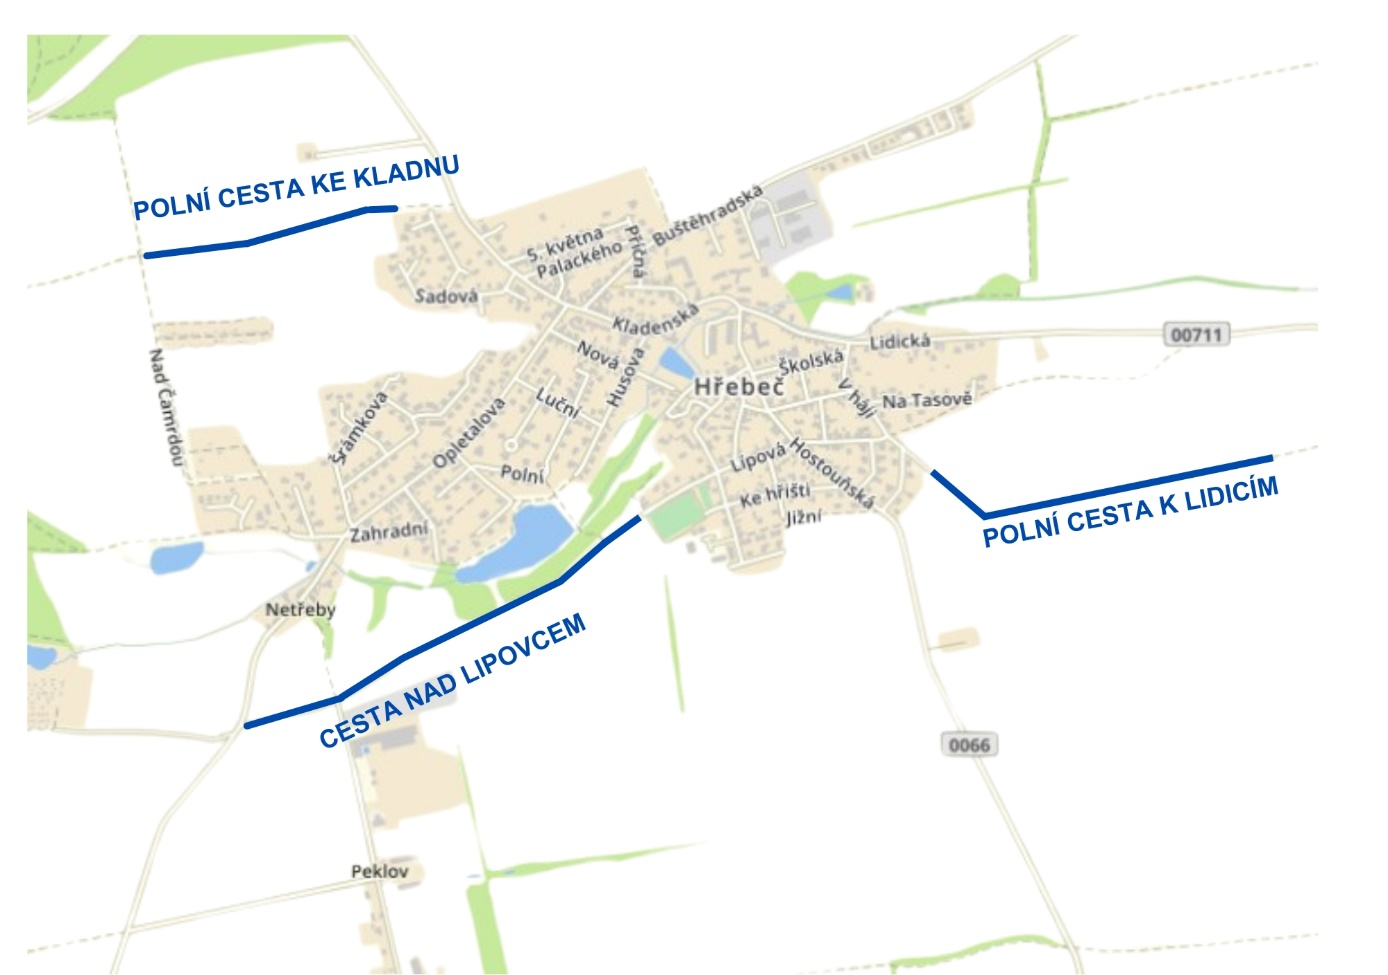 POLNÍ CESTA KE KLADNU
Buštěhradská
5. května
Příčná
Palackého
Sadová
Kladenská
00711
Lidická
Nová
Školská
Nad Čamrdou
Husova
Hřebeč
V háji
Na Tasově
Luční
Šrámkova
Opletalova
Lípová
Hostouňská
Polní
Ke hřišti
POLNÍ CESTA K LIDICÍM
Jižní
Zahradní
Netřeby
CESTA NAD LIPOVCEM
0066
Peklov